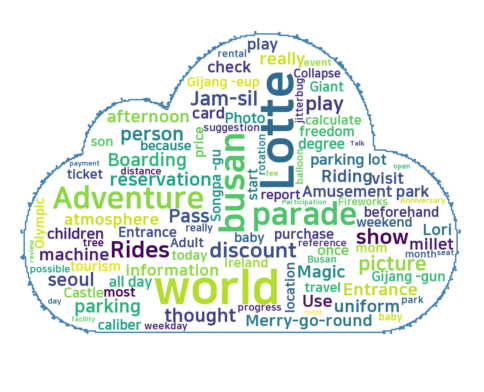 play
rental
event
check
really
Collapse
Gijang -eup
Giant
Jam-sil
Lotte
jitterbug
play
afternoon
card
Photo
calculate
suggestion
freedom
person
son
because
price
Songpa -gu
busan
rotation
degree
Talk
Boarding
parking lot
open
payment
distance
start
balloon
fee
Riding
visit
ticket
reservation
report
Amusement park
Adventure
Participation
Fireworks
Anniversary
Olympic
atmosphere
Pass
parade
beforehand
weekend
children
Entrance
really
baby
purchase
show
Lori
tree
Adult
reference
millet
review
machine
Rides
today
discount
once
Busan
mom
month
seat
possible
tourism
information
Ireland
picture
seoul
Castle
most
all day
world
location
Magic
travel
Gijang -gun
Entrance
day
parking
Use
uniform
park
thought
progress
most
baby
facility
caliber
weekday
Merry-go-round